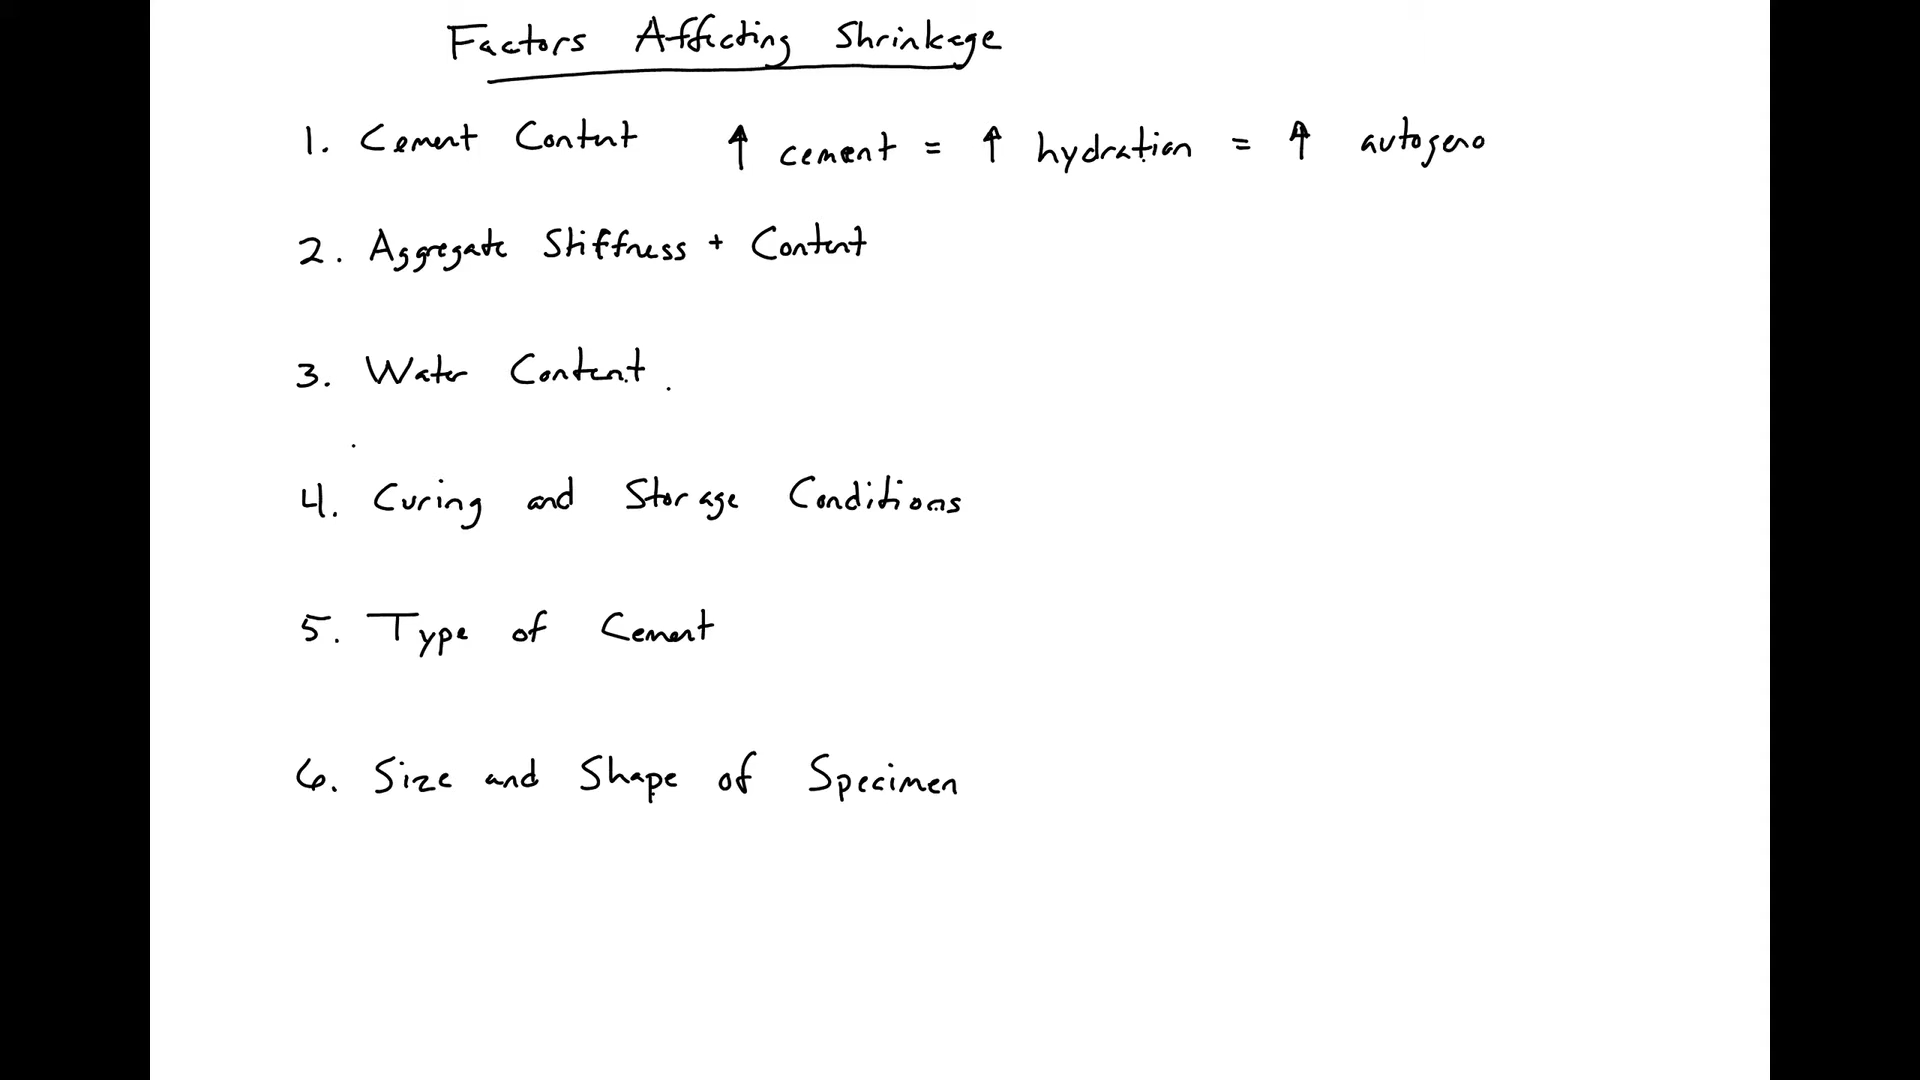 Factors Affecting Shrinkage
1. Cement Content ↑ cement = ↑ hydration = ↑ autogeno
2. Aggregate Stiffness + Content
3. Water Content.
4. Curing and Storage Conditions
5. Type of Cement
6. Size and Shape of Specimen